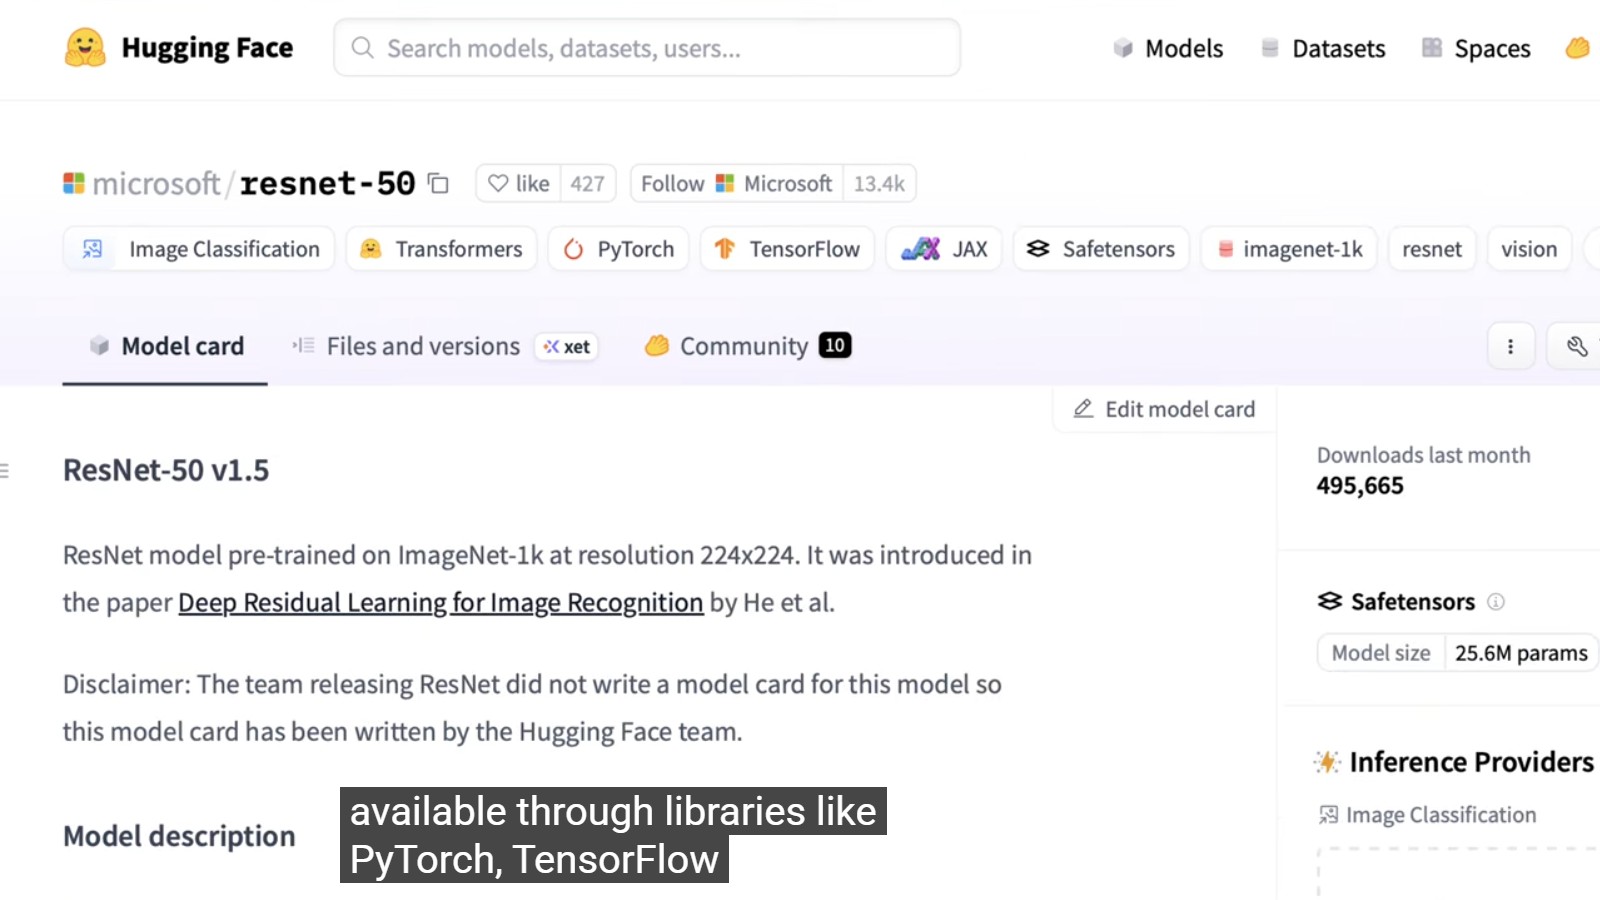 Hugging Face
Search models, datasets, users...
Models
Datasets
Spaces
microsoft/resnet-50
like 427
Follow Microsoft 13.4k
Image Classification
Transformers
PyTorch
TensorFlow
JAX
Safetensors
imagenet-1k
resnet
vision
Model card
Files and versions xet
Community 10
Edit model card
ResNet-50 v1.5
ResNet model pre-trained on ImageNet-1k at resolution 224x224. It was introduced in
the paper Deep Residual Learning for Image Recognition by He et al.
Disclaimer: The team releasing ResNet did not write a model card for this model so
this model card has been written by the Hugging Face team.
Model description
Downloads last month
495,665
Safetensors
Model size 25.6M params
Inference Providers
Image Classification
available through libraries like
PyTorch, TensorFlow